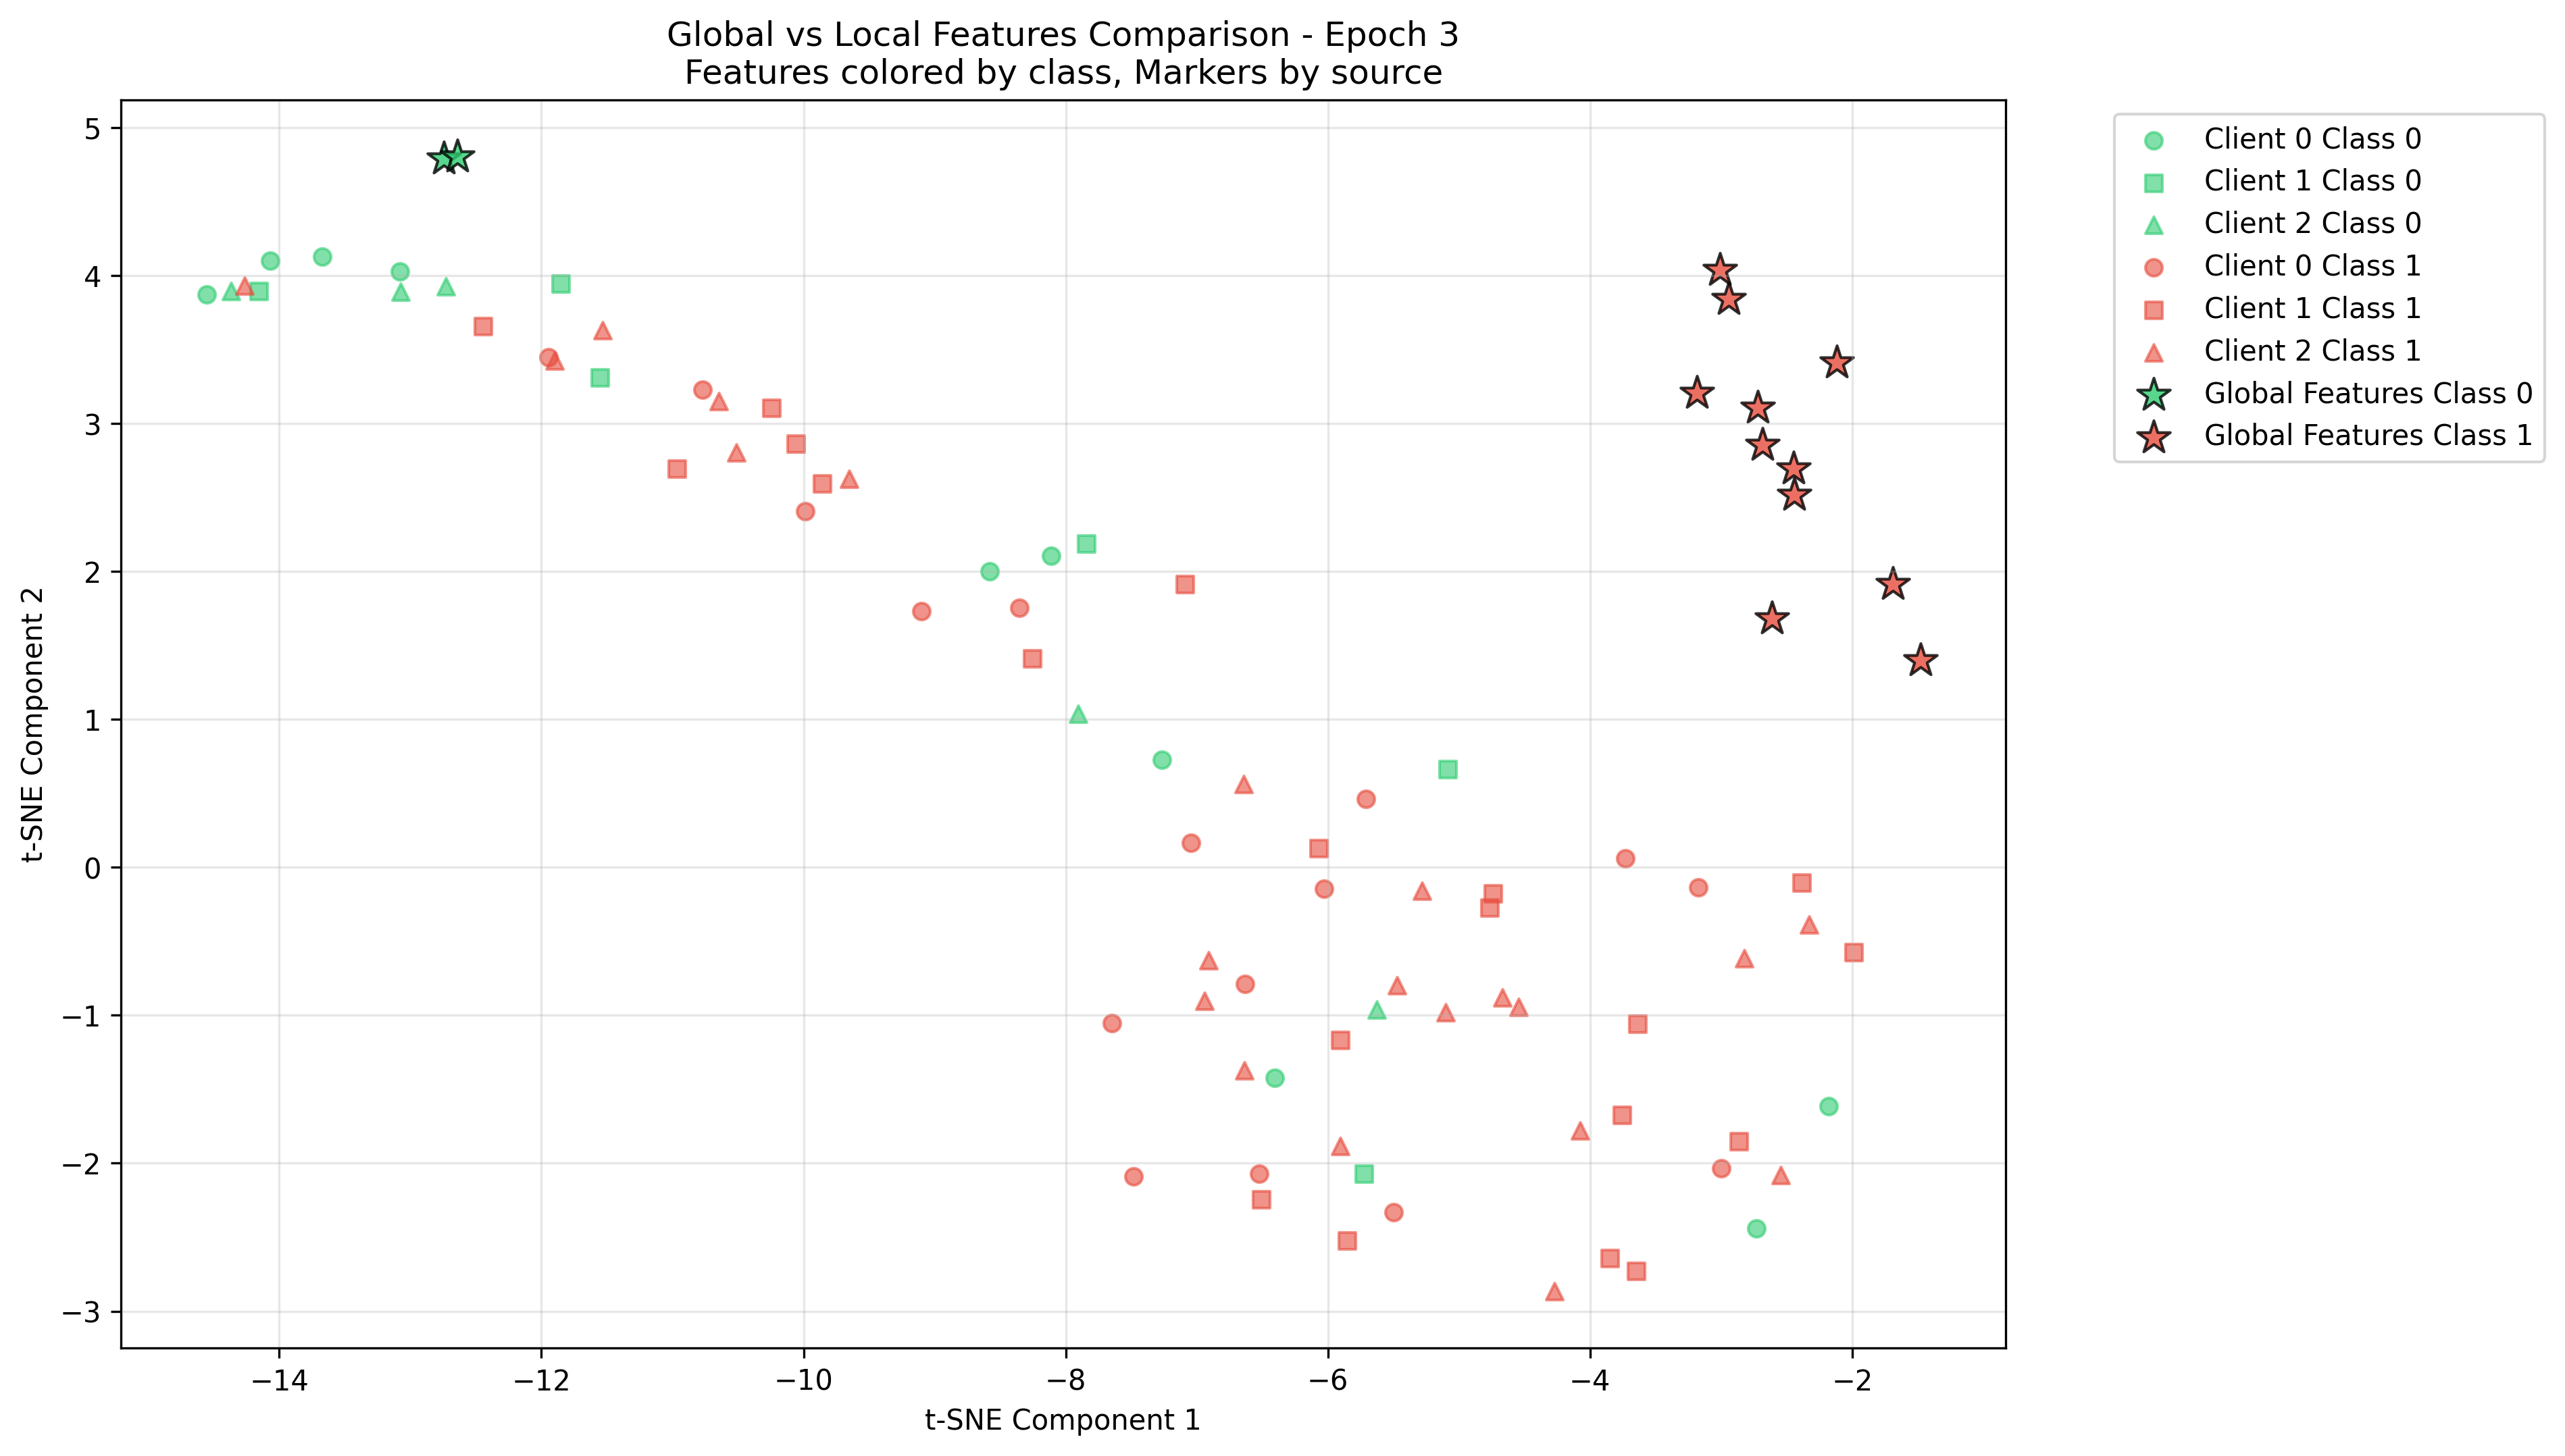 Global vs Local Features Comparison - Epoch 3
Features colored by class, Markers by source
t-SNE Component 2
5
4
3
2
1
0
−1
−2
−3
−14
−12
−10
−8
−6
−4
−2
t-SNE Component 1
Client 0 Class 0
Client 1 Class 0
Client 2 Class 0
Client 0 Class 1
Client 1 Class 1
Client 2 Class 1
Global Features Class 0
Global Features Class 1